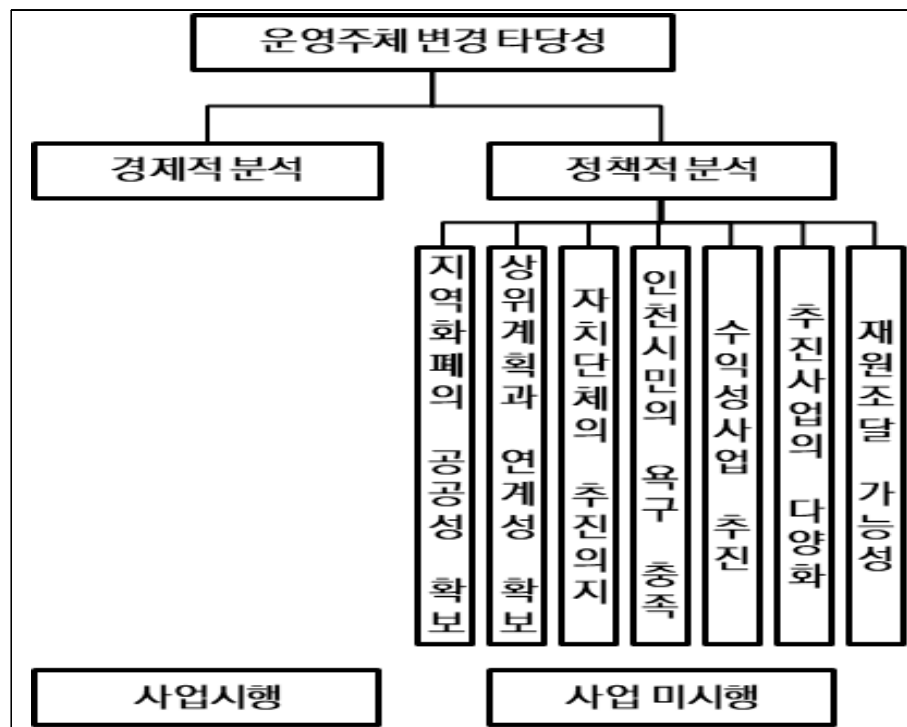 운영주체 변경 타당성
경제적 분석
정책적 분석
지역화폐의 공공성 확보
상위계획과 연계성 확보
자치단체의 추진의지
인천시민의 욕구 충족
수익성사업 추진
추진사업의 다양화
재원조달 가능성
사업시행
사업 미시행